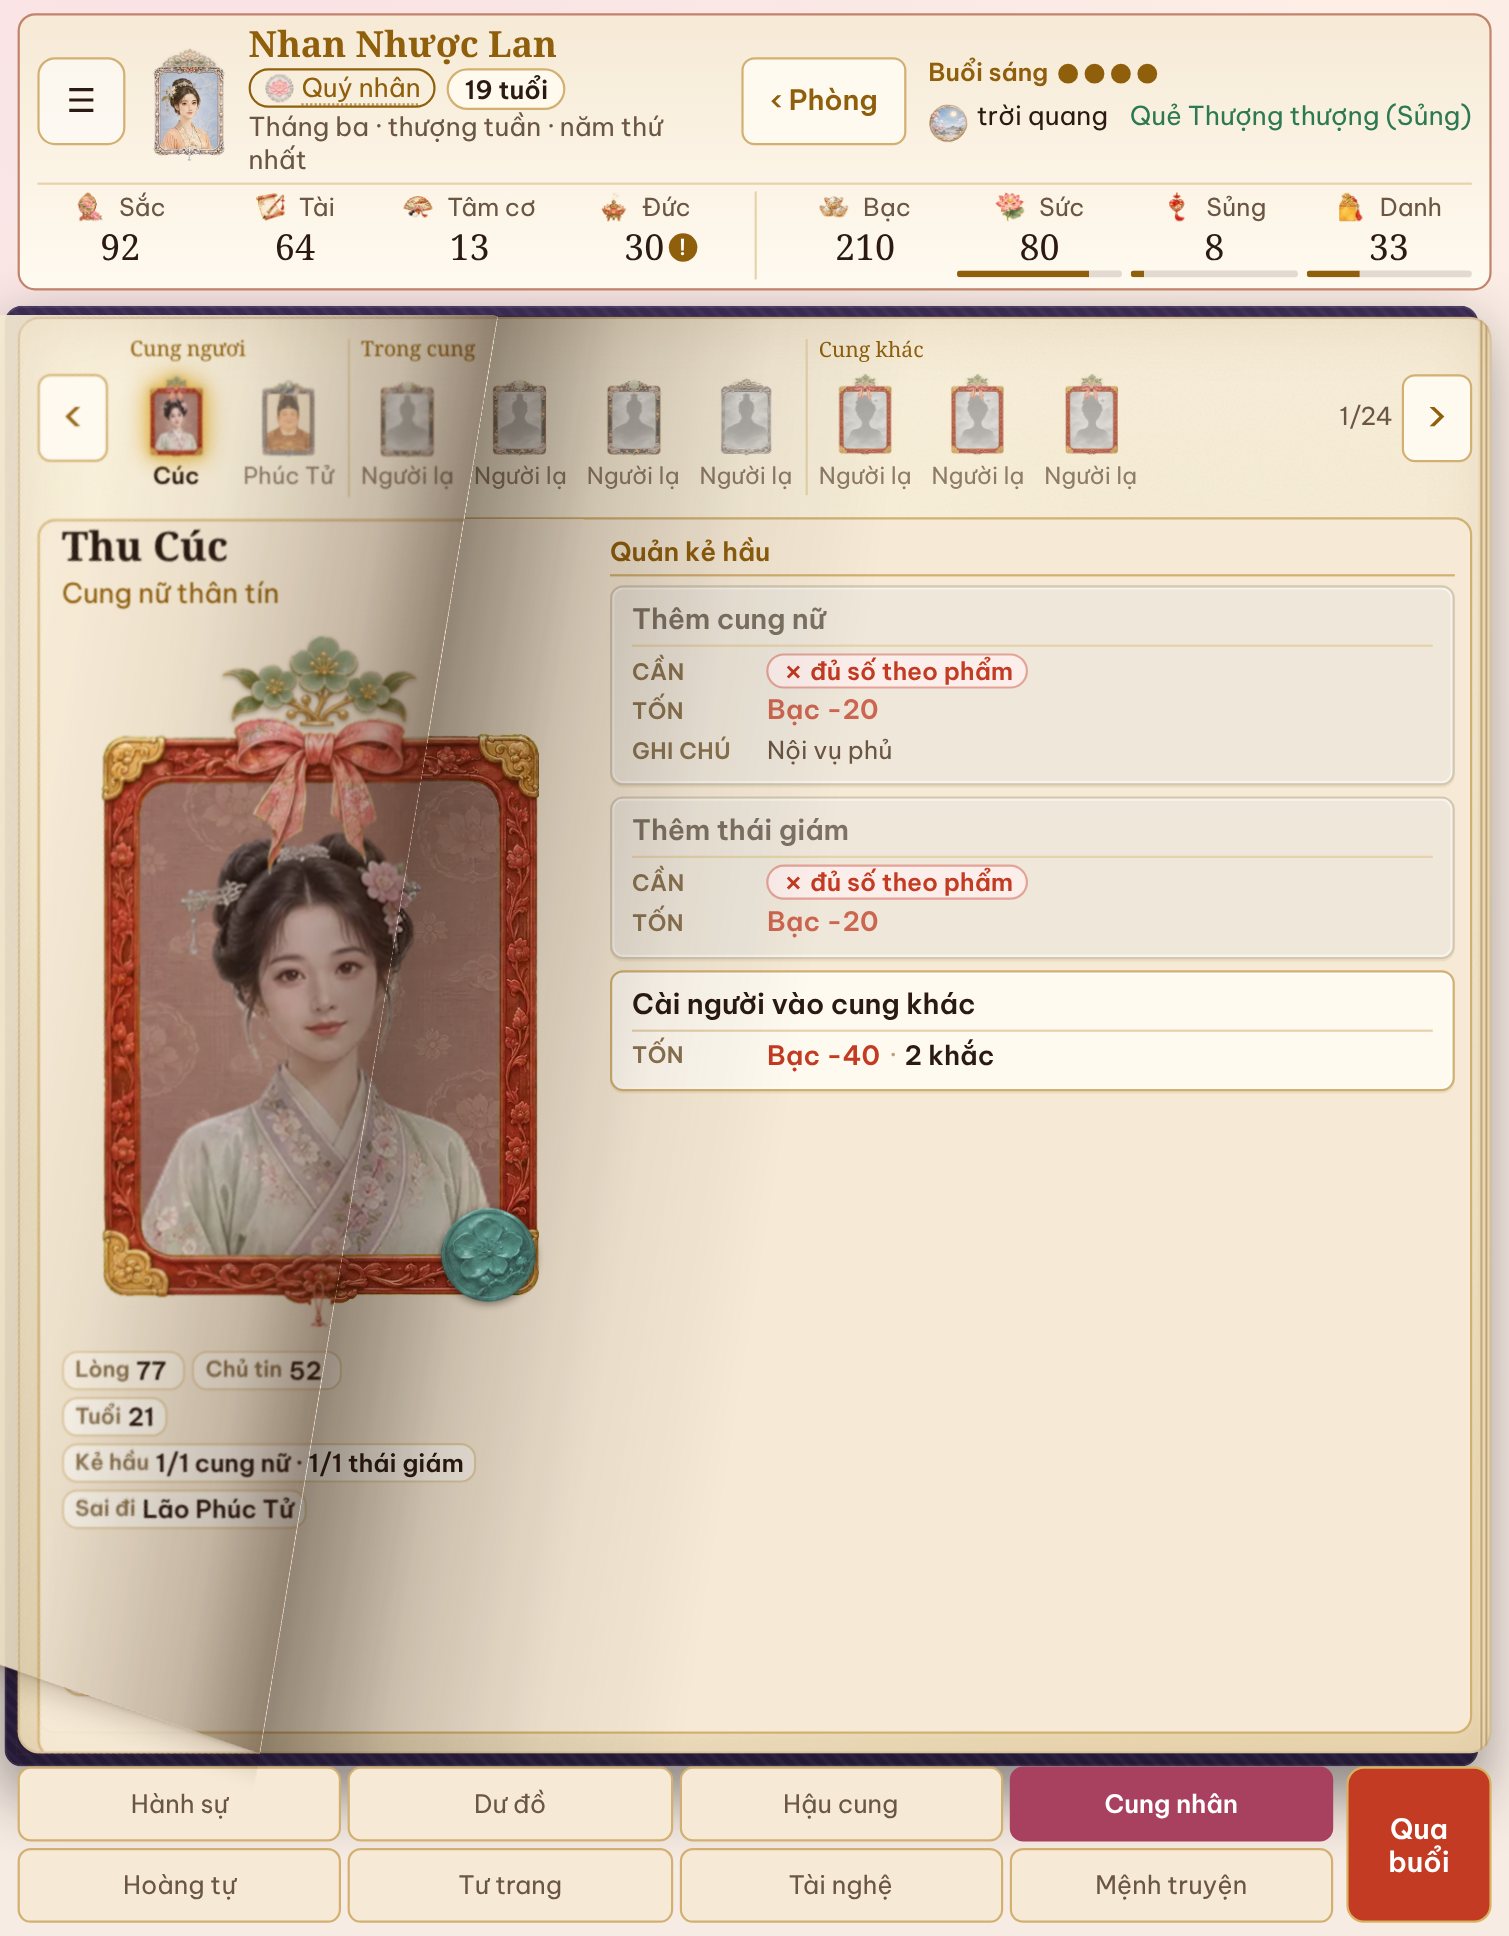 ☰
Nhan Nhược Lan
Quý nhân
19 tuổi
Tháng ba · thượng tuần · năm thứ
nhất
‹ Phòng
Buổi sáng
trời quang
Quẻ Thượng thượng (Sủng)
Sắc
92
Tài
64
Tâm cơ
13
Đức
30 !
Bạc
210
Sức
80
Sủng
8
Danh
33
Cung ngươi
Trong cung
Cung khác
‹
Cúc
Phúc Tử
Người lạ
Người lạ
Người lạ
Người lạ
Người lạ
Người lạ
Người lạ
1/24
›
Thu Cúc
Cung nữ thân tín
Lòng 77
Chủ tin 52
Tuổi 21
Kẻ hầu 1/1 cung nữ · 1/1 thái giám
Sai đi Lão Phúc Tử
Quản kẻ hầu
Thêm cung nữ
CẦN × đủ số theo phẩm
TỐN Bạc -20
GHI CHÚ Nội vụ phủ
Thêm thái giám
CẦN × đủ số theo phẩm
TỐN Bạc -20
Cài người vào cung khác
TỐN Bạc -40 · 2 khắc
Hành sự
Dư đồ
Hậu cung
Cung nhân
Hoàng tự
Tư trang
Tài nghệ
Mệnh truyện
Qua
buổi